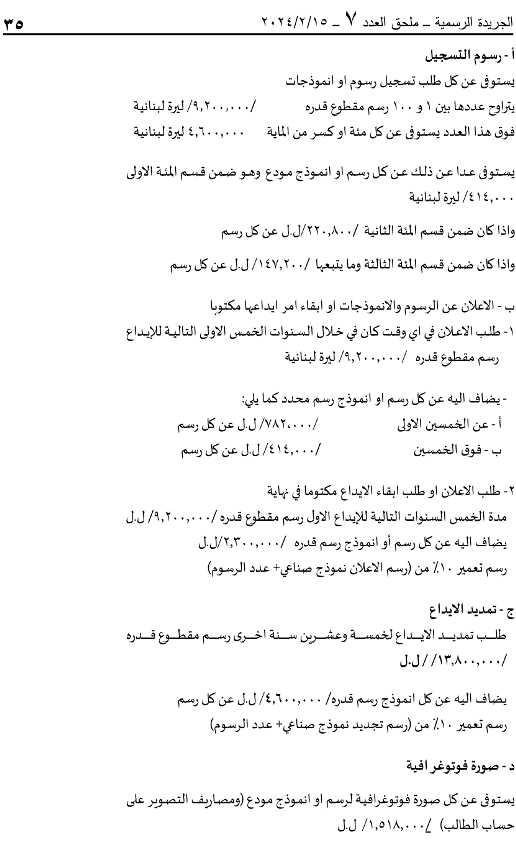 الجريدة الرسمية ــ ملحق العدد ٧ ــ ٢٠٢٤/٢/١٥
٣٥
أ - رسوم التسجيل
يستوفى عن كل طلب تسجيل رسوم او انموذجات
يتراوح عددها بين ١ و ١٠٠ رسم مقطوع قدره /٩,٢٠٠,٠٠٠/ ليرة لبنانية
فوق هذا العدد يستوفى عن كل مئة او كسر من الماية ٤,٦٠٠,٠٠٠ ليرة لبنانية
يستوفى عدا عن ذلك عن كل رسم او انموذج مودع وهو ضمن قسم المئة الاولى
٤١٤,٠٠٠/ ليرة لبنانية
واذا كان ضمن قسم المئة الثانية /٢٢٠,٨٠٠/ل.ل عن كل رسم
واذا كان ضمن قسم المئة الثالثة وما يتبعها /١٤٧,٢٠٠/ ل.ل عن كل رسم
ب - الاعلان عن الرسوم والانموذجات او ابقاء امر ايداعها مكتوبا
١- طلب الاعلان في اي وقت كان في خلال السنوات الخمس الاولى التالية للإيداع
رسم مقطوع قدره /٩,٢٠٠,٠٠٠/ ليرة لبنانية
- يضاف اليه عن كل رسم او انموذج رسم محدد كما يلي:
أ - عن الخمسين الاولى /٧٨٢,٠٠٠/ ل.ل عن كل رسم
ب - فوق الخمسين /٤١٤,٠٠٠/ ل.ل عن كل رسم
٢- طلب الاعلان او طلب ابقاء الايداع مكتوما في نهاية
مدة الخمس السنوات التالية للإيداع الاول رسم مقطوع قدره /٩,٢٠٠,٠٠٠/ ل.ل
يضاف اليه عن كل رسم أو انموذج رسم قدره /٢,٣٠٠,٠٠٠/ل.ل
رسم تعمير ١٠٪ من (رسم الاعلان نموذج صناعي+ عدد الرسوم)
ج - تمديد الايداع
طلب تمديد الايداع لخمسة وعشرين سنة اخرى رسم مقطوع قدره
/١٣,٨٠٠,٠٠٠/ / ل.ل
يضاف اليه عن كل انموذج رسم قدره/ ٤,٦٠٠,٠٠٠/ ل.ل عن كل رسم
رسم تعمير ١٠٪ من (رسم تجديد نموذج صناعي+ عدد الرسوم)
د - صورة فوتوغرافية
يستوفى عن كل صورة فوتوغرافية لرسم او انموذج مودع (ومصاريف التصوير على
حساب الطالب) /١,٥١٨,٠٠٠/ ل.ل